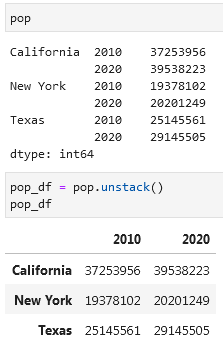 pop
California 2010 37253956
2020 39538223
New York 2010 19378102
2020 20201249
Texas 2010 25145561
2020 29145505
dtype: int64
pop_df = pop.unstack()
pop_df
2010 2020
California 37253956 39538223
New York 19378102 20201249
Texas 25145561 29145505